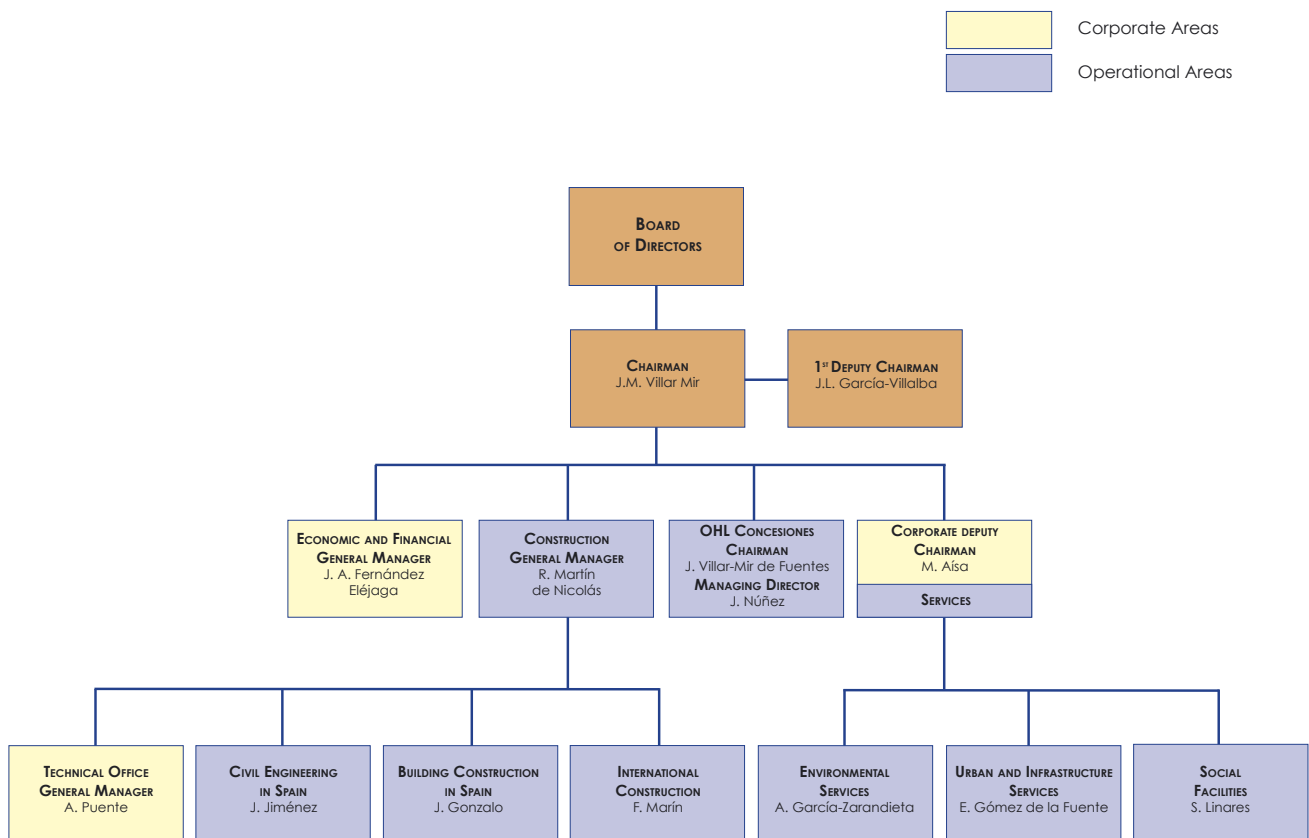 Corporate Areas
Operational Areas
Board
of Directors
Chairman
J.M. Villar Mir
1st Deputy Chairman
J.L. García-Villalba
Economic and Financial
General Manager
J. A. Fernández
Eléjaga
Construction
General Manager
R. Martín
de Nicolás
OHL Concesiones
Chairman
J. Villar-Mir de Fuentes
Managing Director
J. Núñez
Corporate deputy
Chairman
M. Aísa
Services
Technical Office
General Manager
A. Puente
Civil Engineering
in Spain
J. Jiménez
Building Construction
in Spain
J. Gonzalo
International
Construction
F. Marín
Environmental
Services
A. García-Zarandieta
Urban and Infrastructure
Services
E. Gómez de la Fuente
Social
Facilities
S. Linares